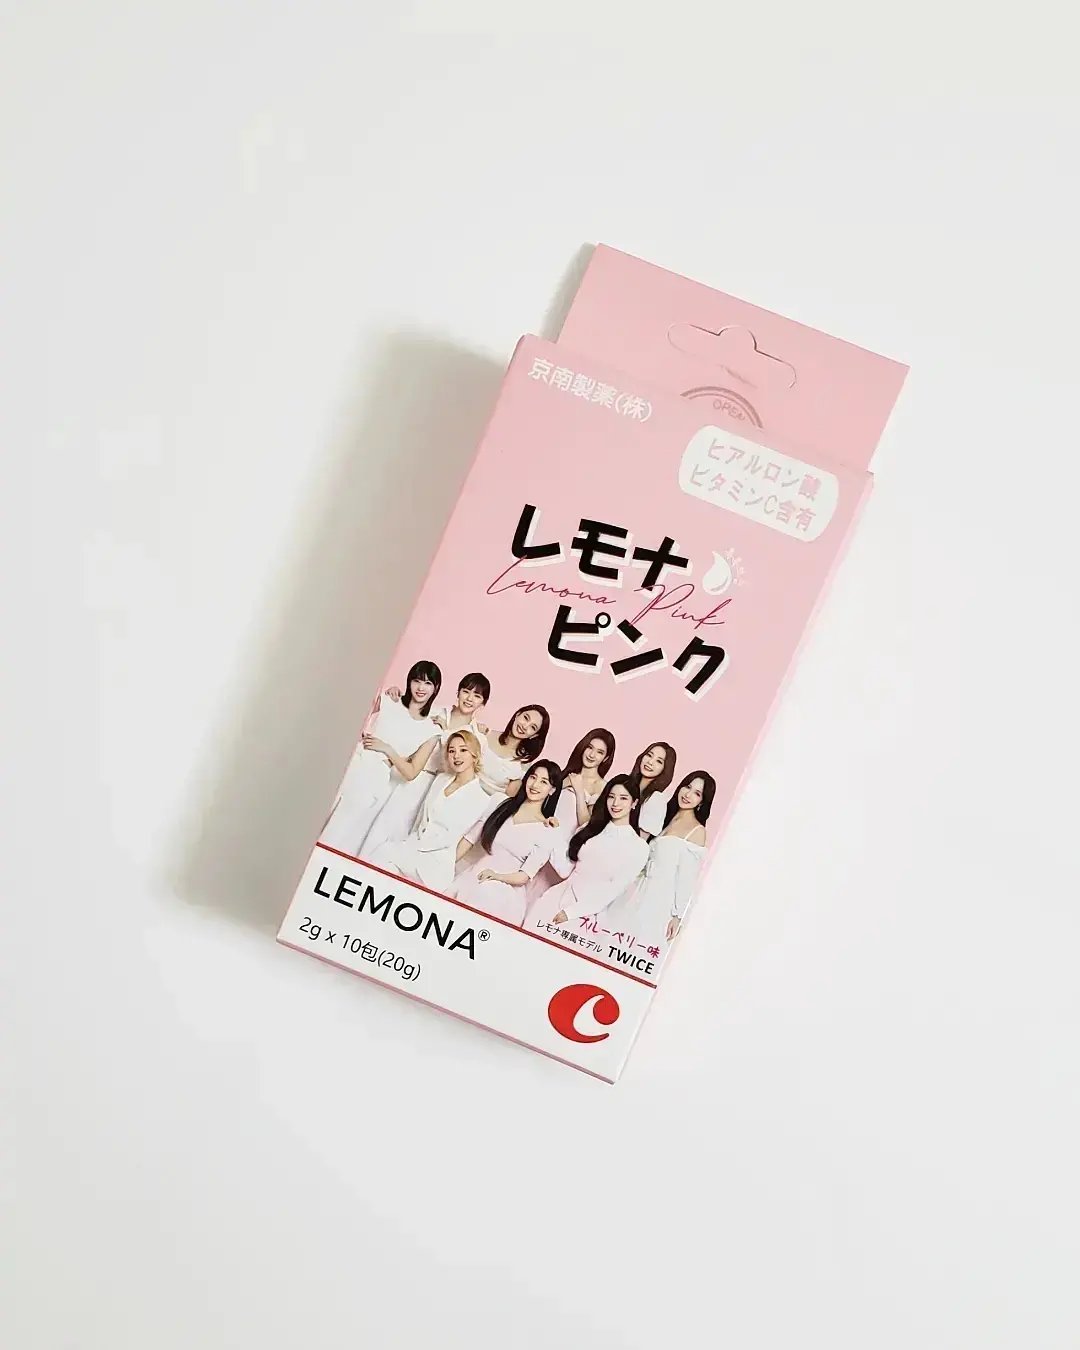 OPEN
京南製薬(株)
ヒアルロン酸
ビタミンC含有
レモナ
Lemona Pink
ピンク
ブルーベリー味
レモナ専属モデル TWICE
LEMONA®
2g x 10包(20g)